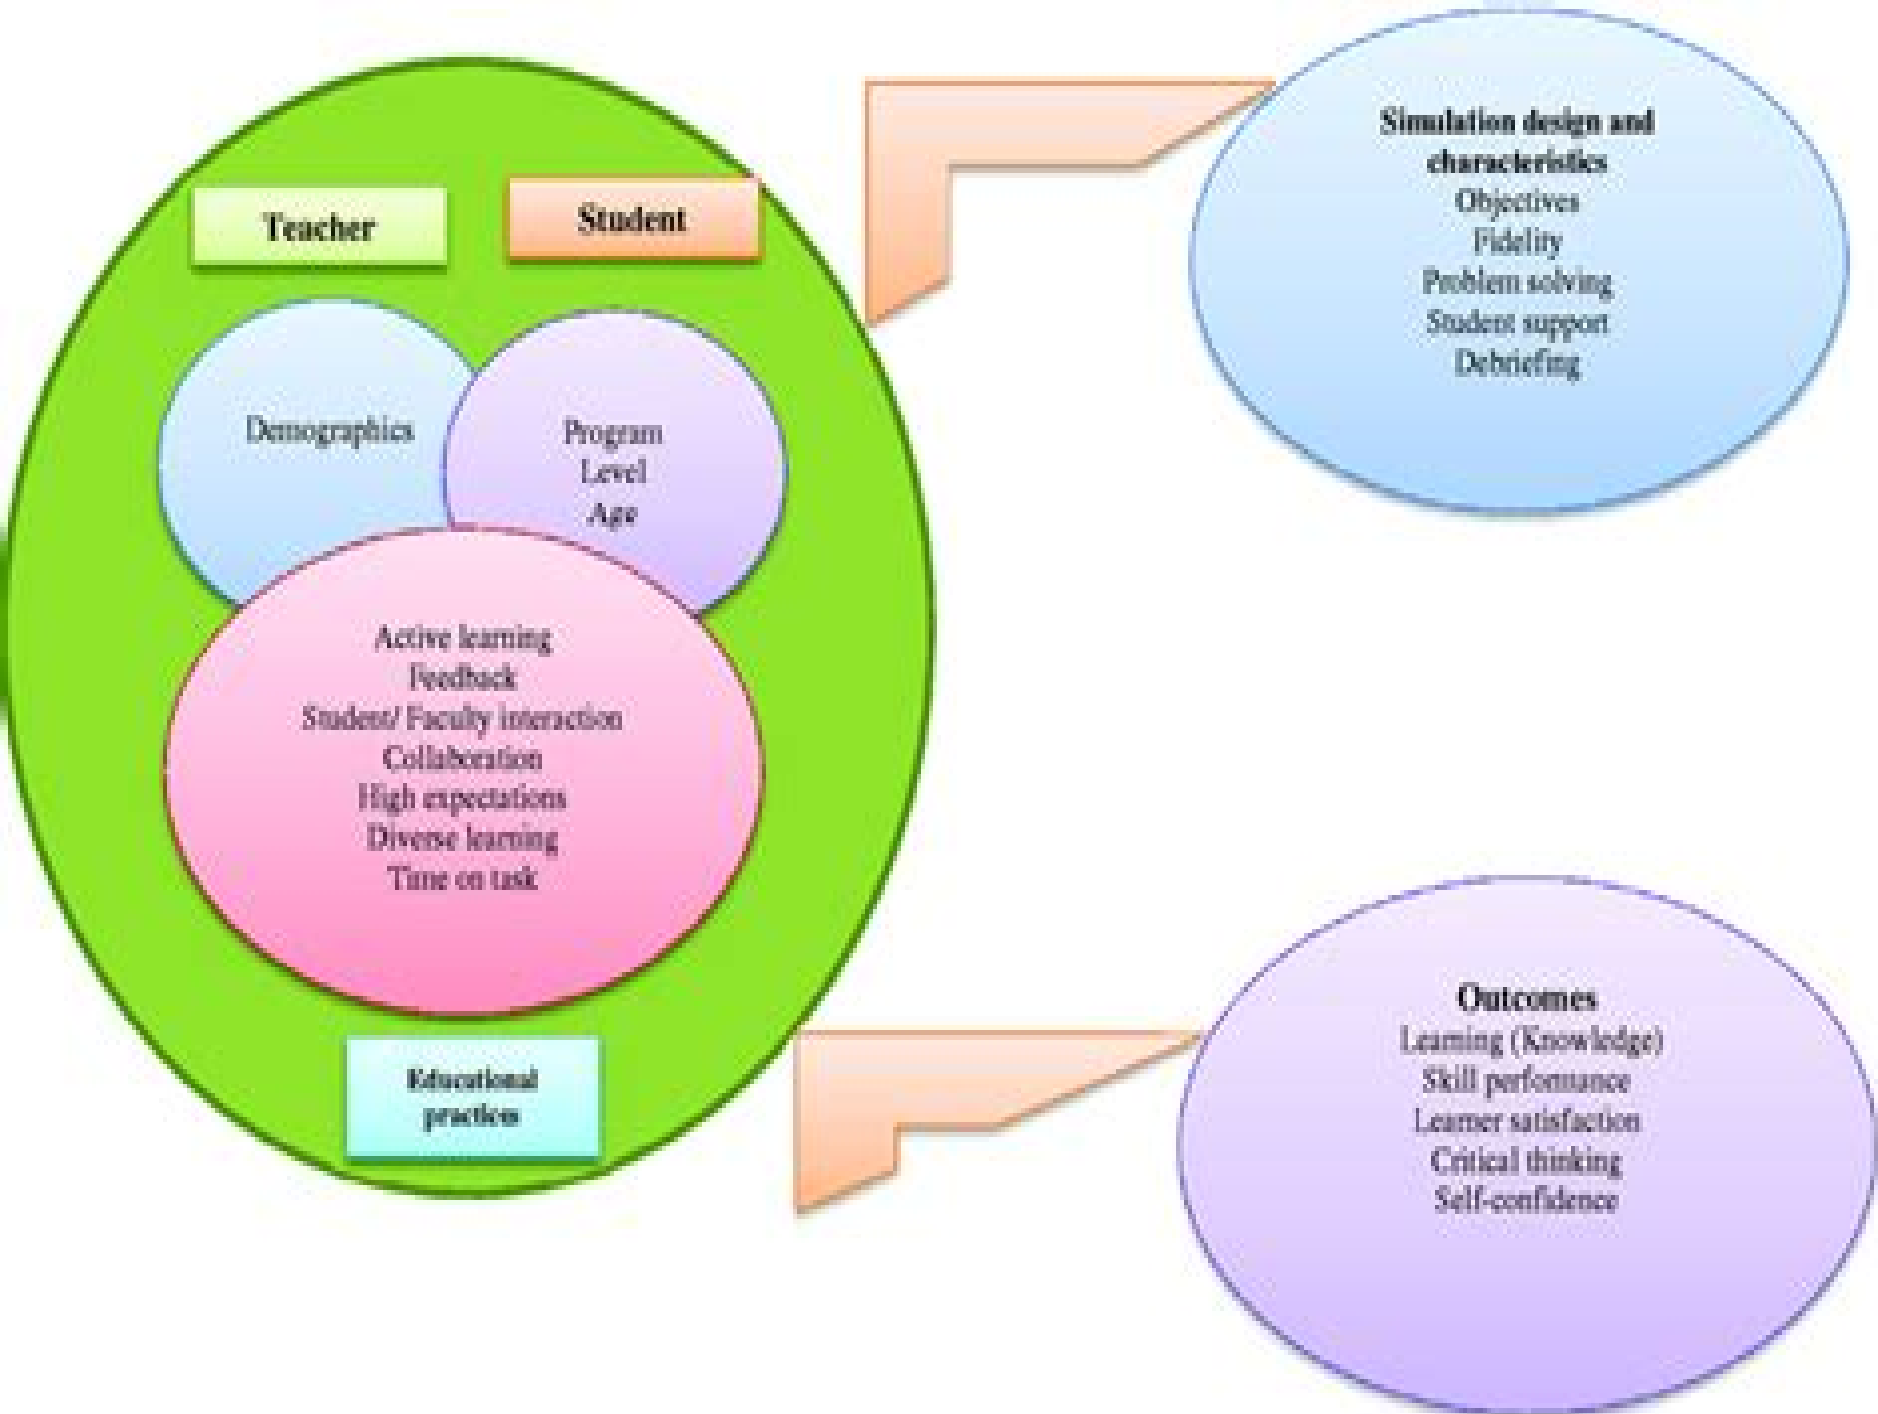 Teacher
Student
Demographics
Program
Level
Age
Active learning
Feedback
Student/ Faculty interaction
Collaboration
High expectations
Diverse learning
Time on task
Educational
practices
Simulation design and
characteristics
Objectives
Fidelity
Problem solving
Student support
Debriefing
Outcomes
Learning (Knowledge)
Skill performance
Learner satisfaction
Critical thinking
Self-confidence